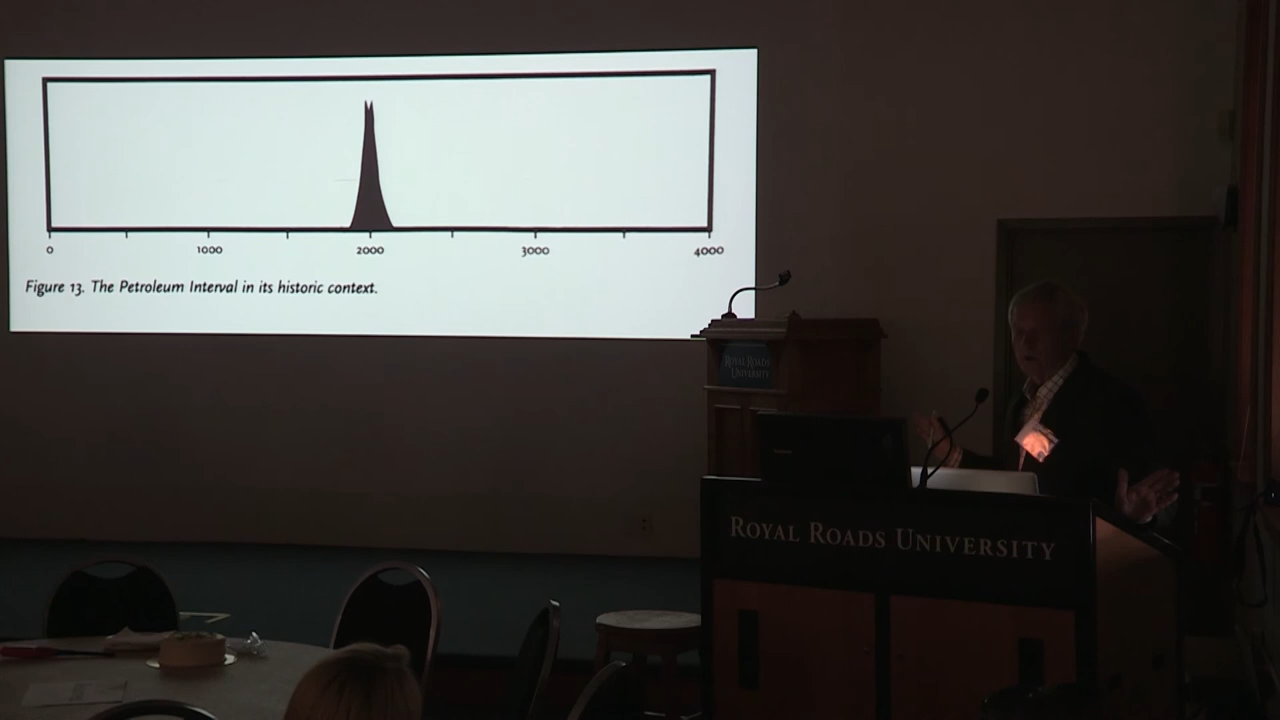 0 1000 2000 3000 4000
Figure 13. The Petroleum Interval in its historic context.
ROYAL ROADS
UNIVERSITY
ROYAL ROADS UNIVERSITY